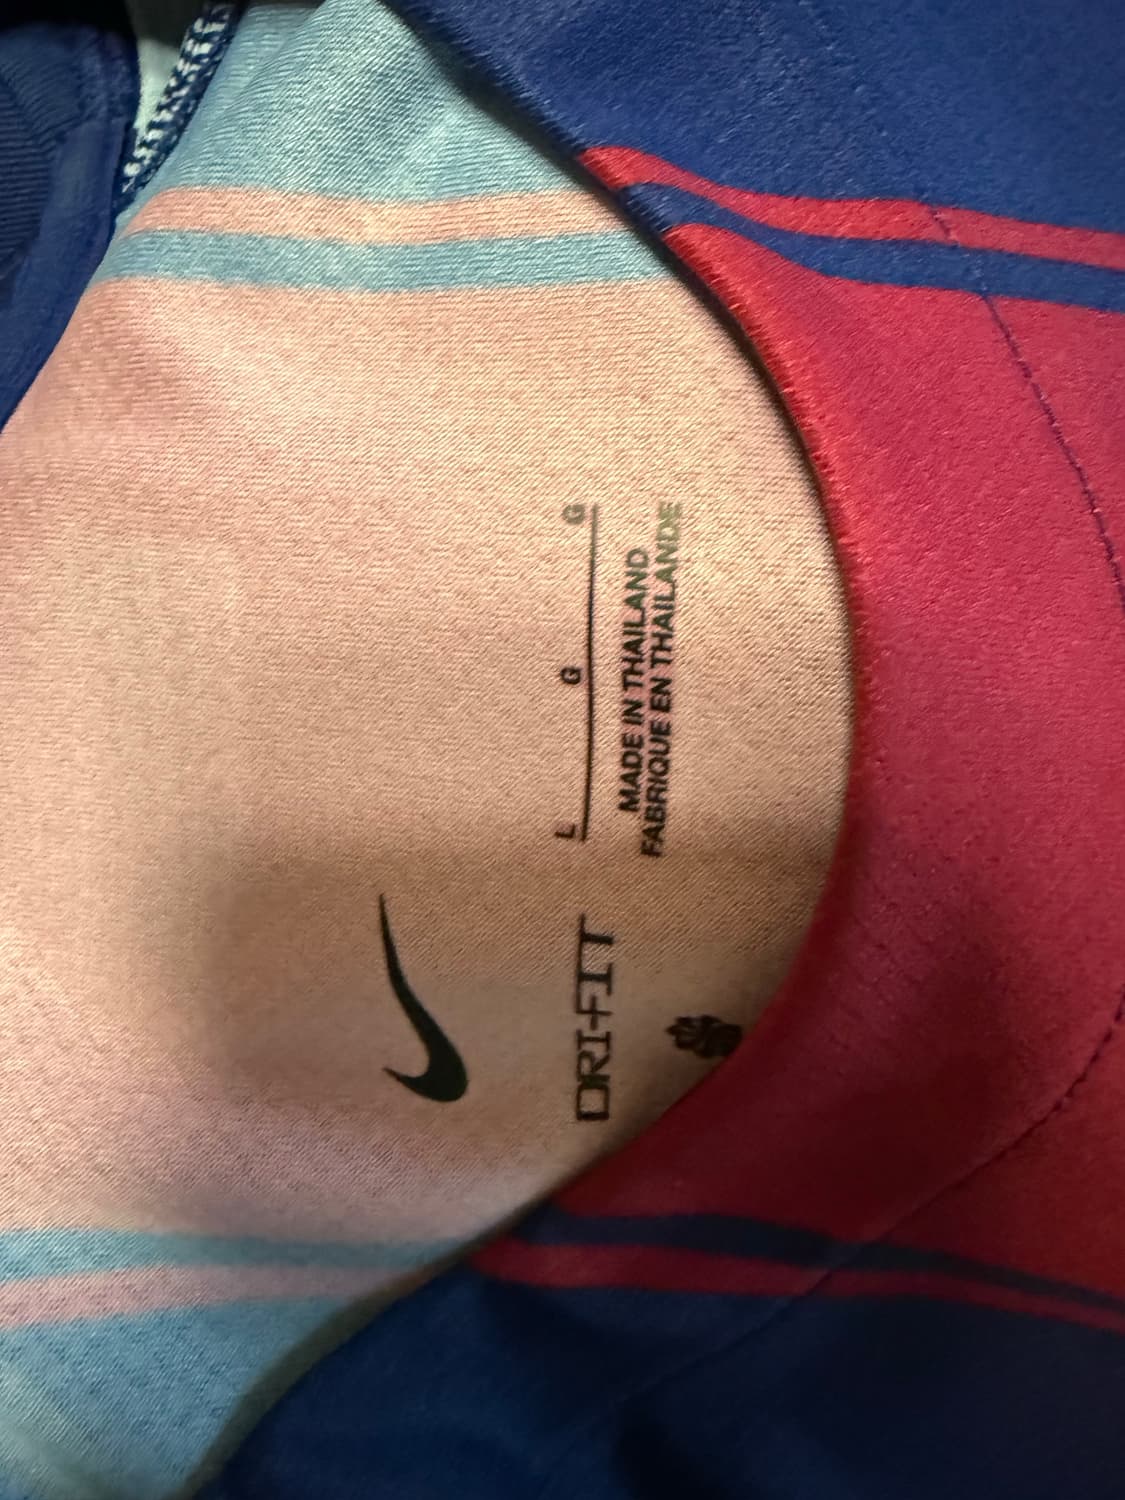 L G G
MADE IN THAILAND
FABRIQUE EN THAILANDE
DRI-FIT